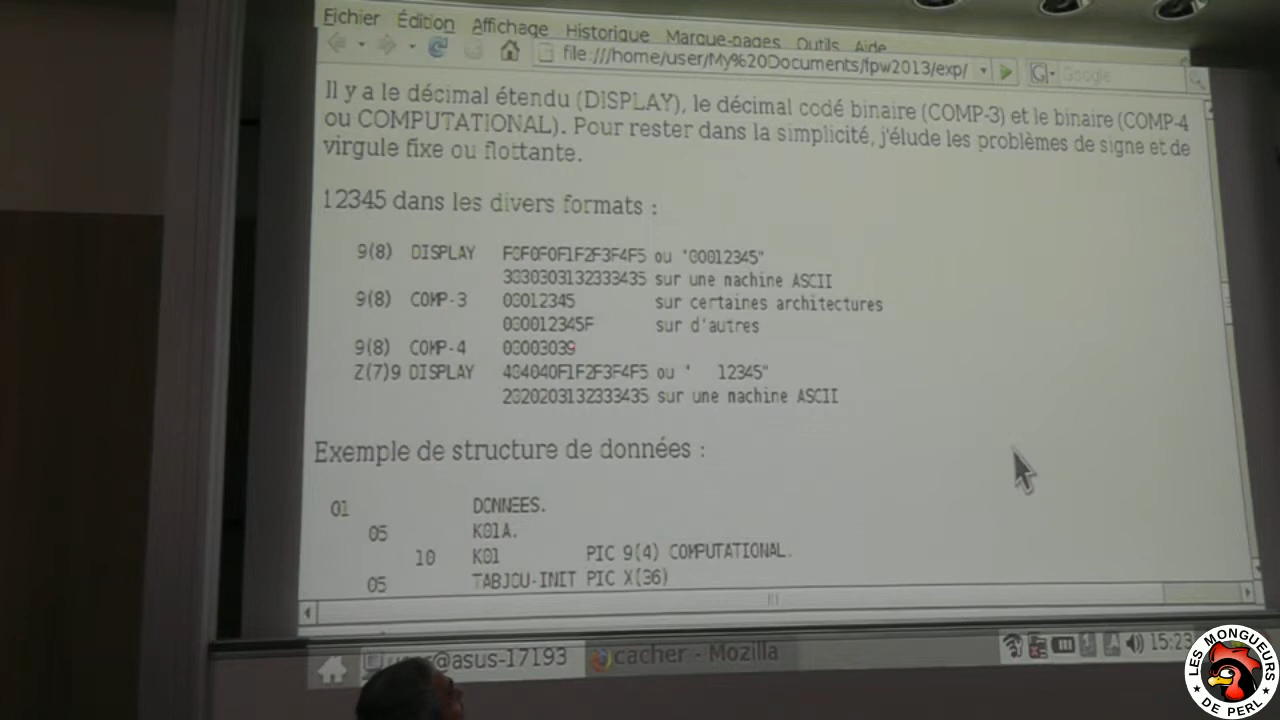 Fichier Édition Affichage Historique Marque-pages Outils Aide
file:///home/user/My%20Documents/fpw2013/exp/ Google
Il y a le décimal étendu (DISPLAY), le décimal codé binaire (COMP-3) et le binaire (COMP-4
ou COMPUTATIONAL). Pour rester dans la simplicité, j'élude les problèmes de signe et de
virgule fixe ou flottante.
12345 dans les divers formats :
9(8) DISPLAY F0F0F0F1F2F3F4F5 ou "00012345"
3030303132333435 sur une machine ASCII
9(8) COMP-3 00012345 sur certaines architectures
000012345F sur d'autres
9(8) COMP-4 00003039
Z(7)9 DISPLAY 404040F1F2F3F4F5 ou "   12345"
2020203132333435 sur une machine ASCII
Exemple de structure de données :
01 DONNEES.
05 K01A.
10 K01 PIC 9(4) COMPUTATIONAL.
05 TABJOU-INIT PIC X(36)
user@asus-17193 cacher - Mozilla 15:23
LES MONGUEURS
DE PERL